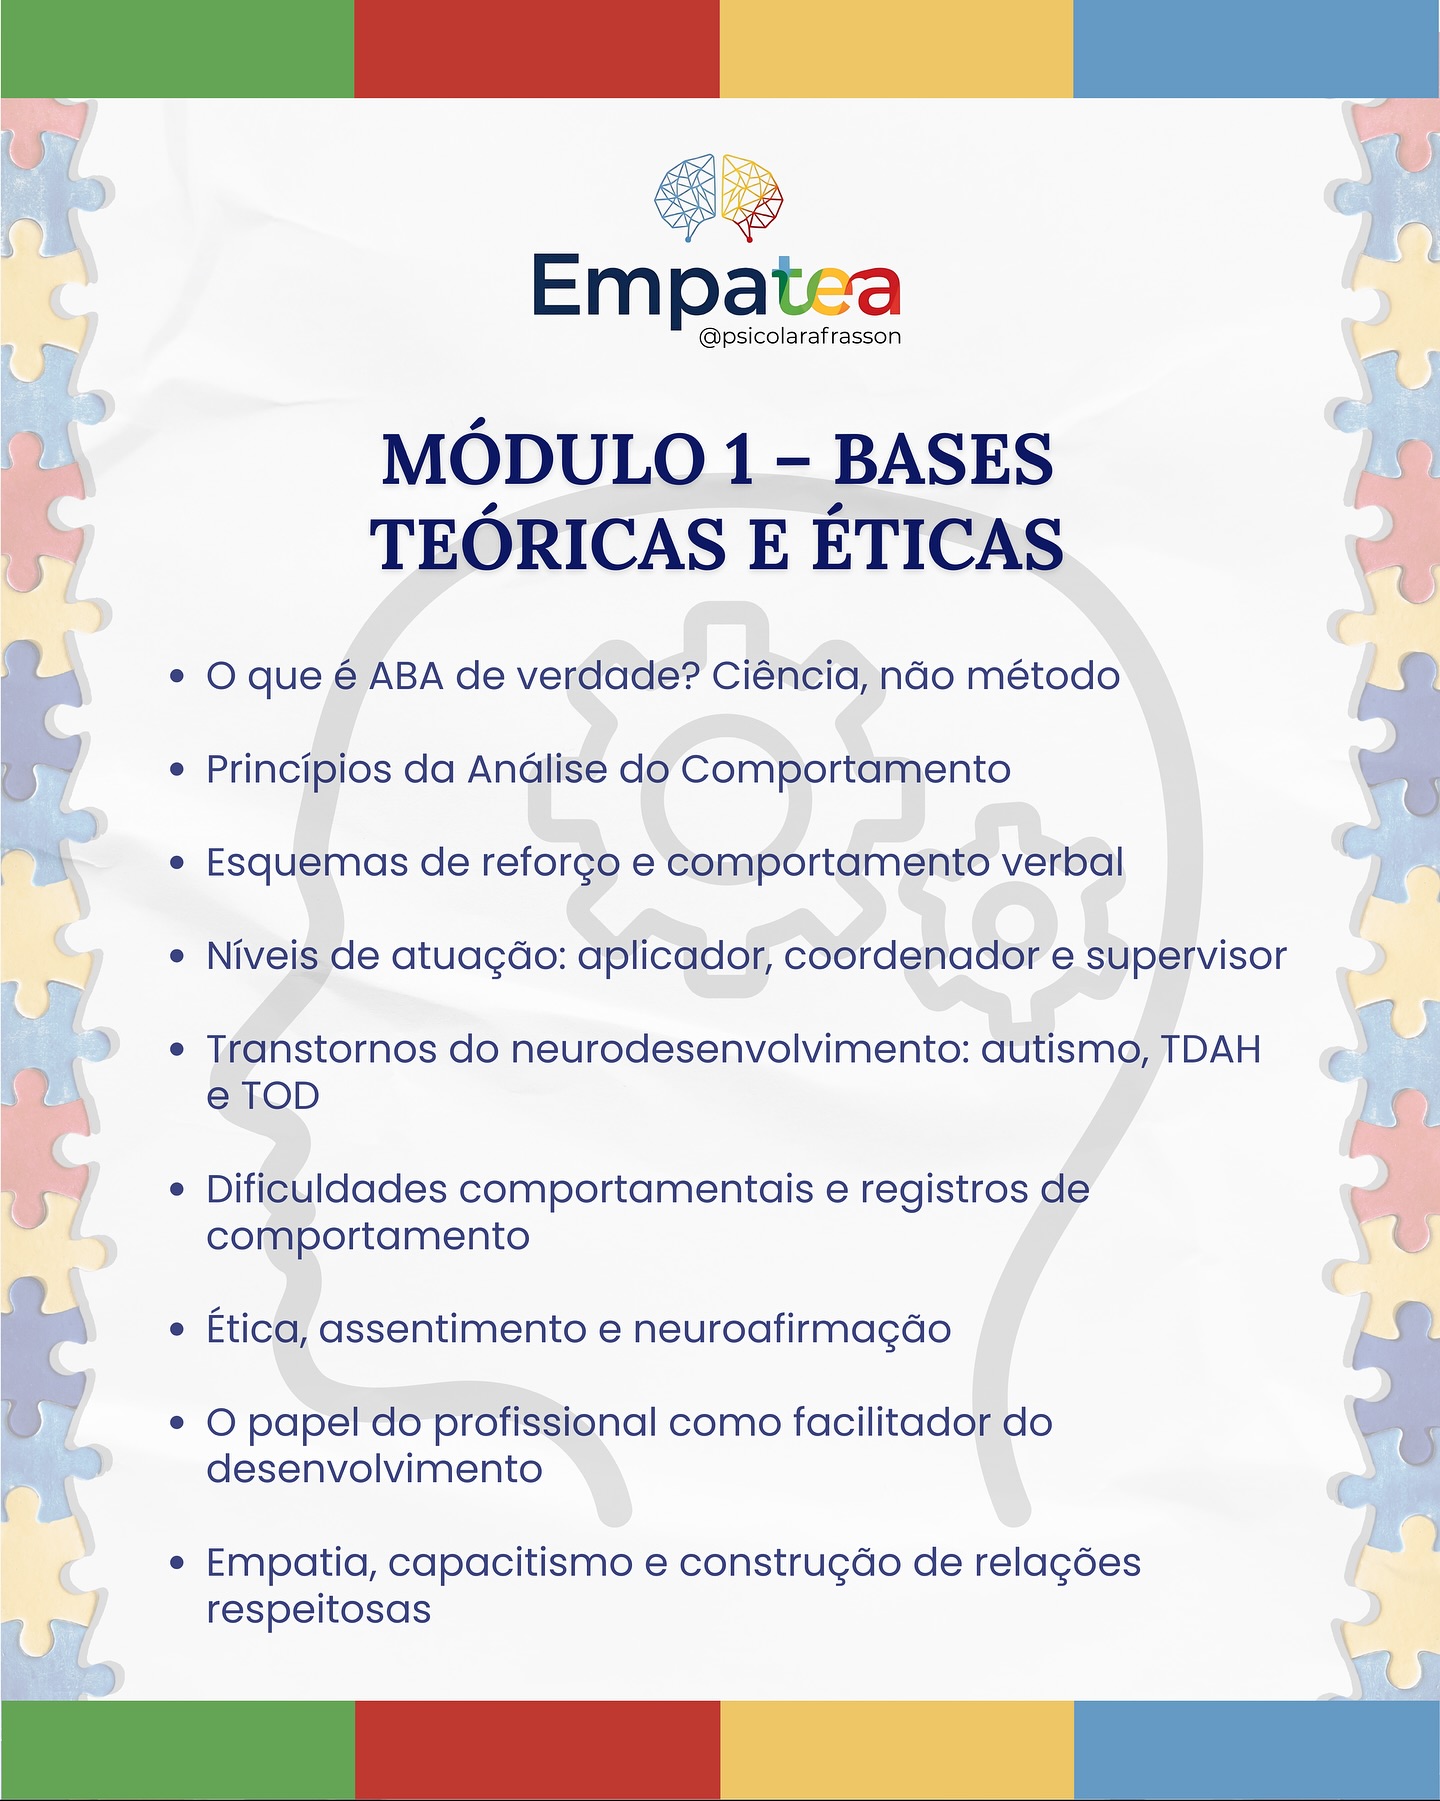 Empatea
@psicolarafrasson
MÓDULO 1 – BASES
TEÓRICAS E ÉTICAS
• O que é ABA de verdade? Ciência, não método
• Princípios da Análise do Comportamento
• Esquemas de reforço e comportamento verbal
• Níveis de atuação: aplicador, coordenador e supervisor
• Transtornos do neurodesenvolvimento: autismo, TDAH
e TOD
• Dificuldades comportamentais e registros de
comportamento
• Ética, assentimento e neuroafirmação
• O papel do profissional como facilitador do
desenvolvimento
• Empatia, capacitismo e construção de relações
respeitosas